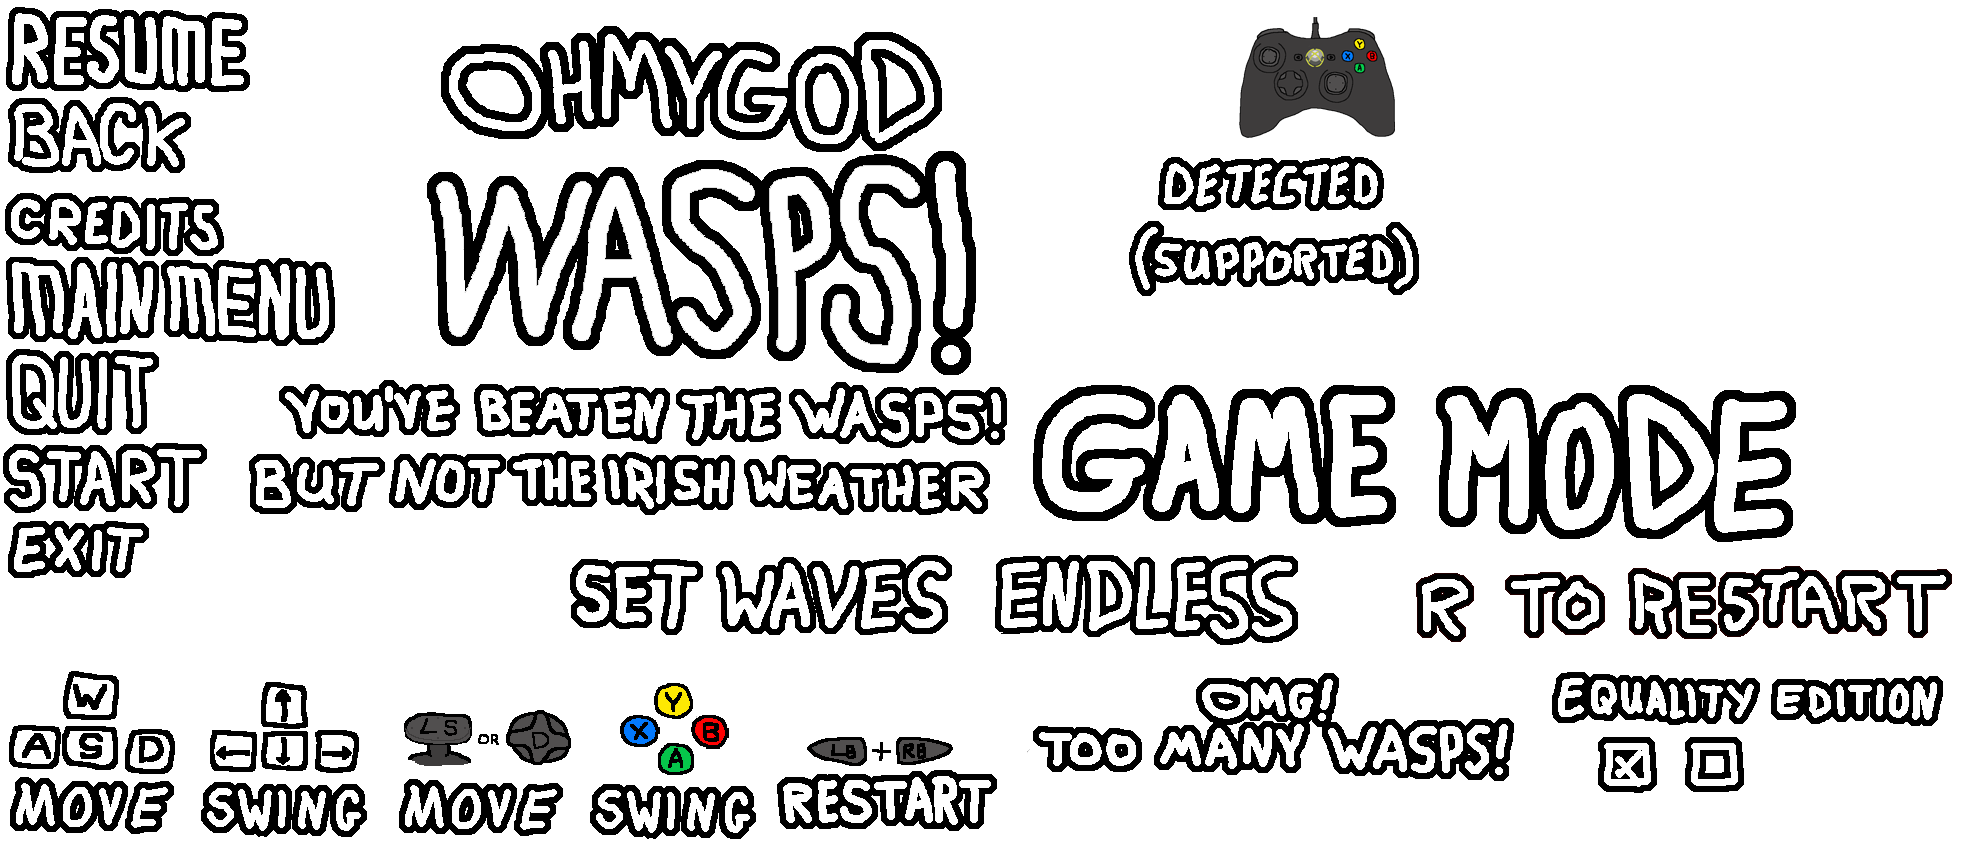 RESUME
BACK
CREDITS
MAIN MENU
QUIT
START
EXIT
OHMYGOD
WASPS!
Y
X
B
A
DETECTED
(SUPPORTED)
YOU'VE BEATEN THE WASPS!
BUT NOT THE IRISH WEATHER
GAME MODE
SET WAVES
ENDLESS
R TO RESTART
W
A S D
MOVE
↑
← ↓ →
SWING
LS OR D
MOVE
Y
X B
A
SWING
LB + RB
RESTART
OMG!
TOO MANY WASPS!
EQUALITY EDITION